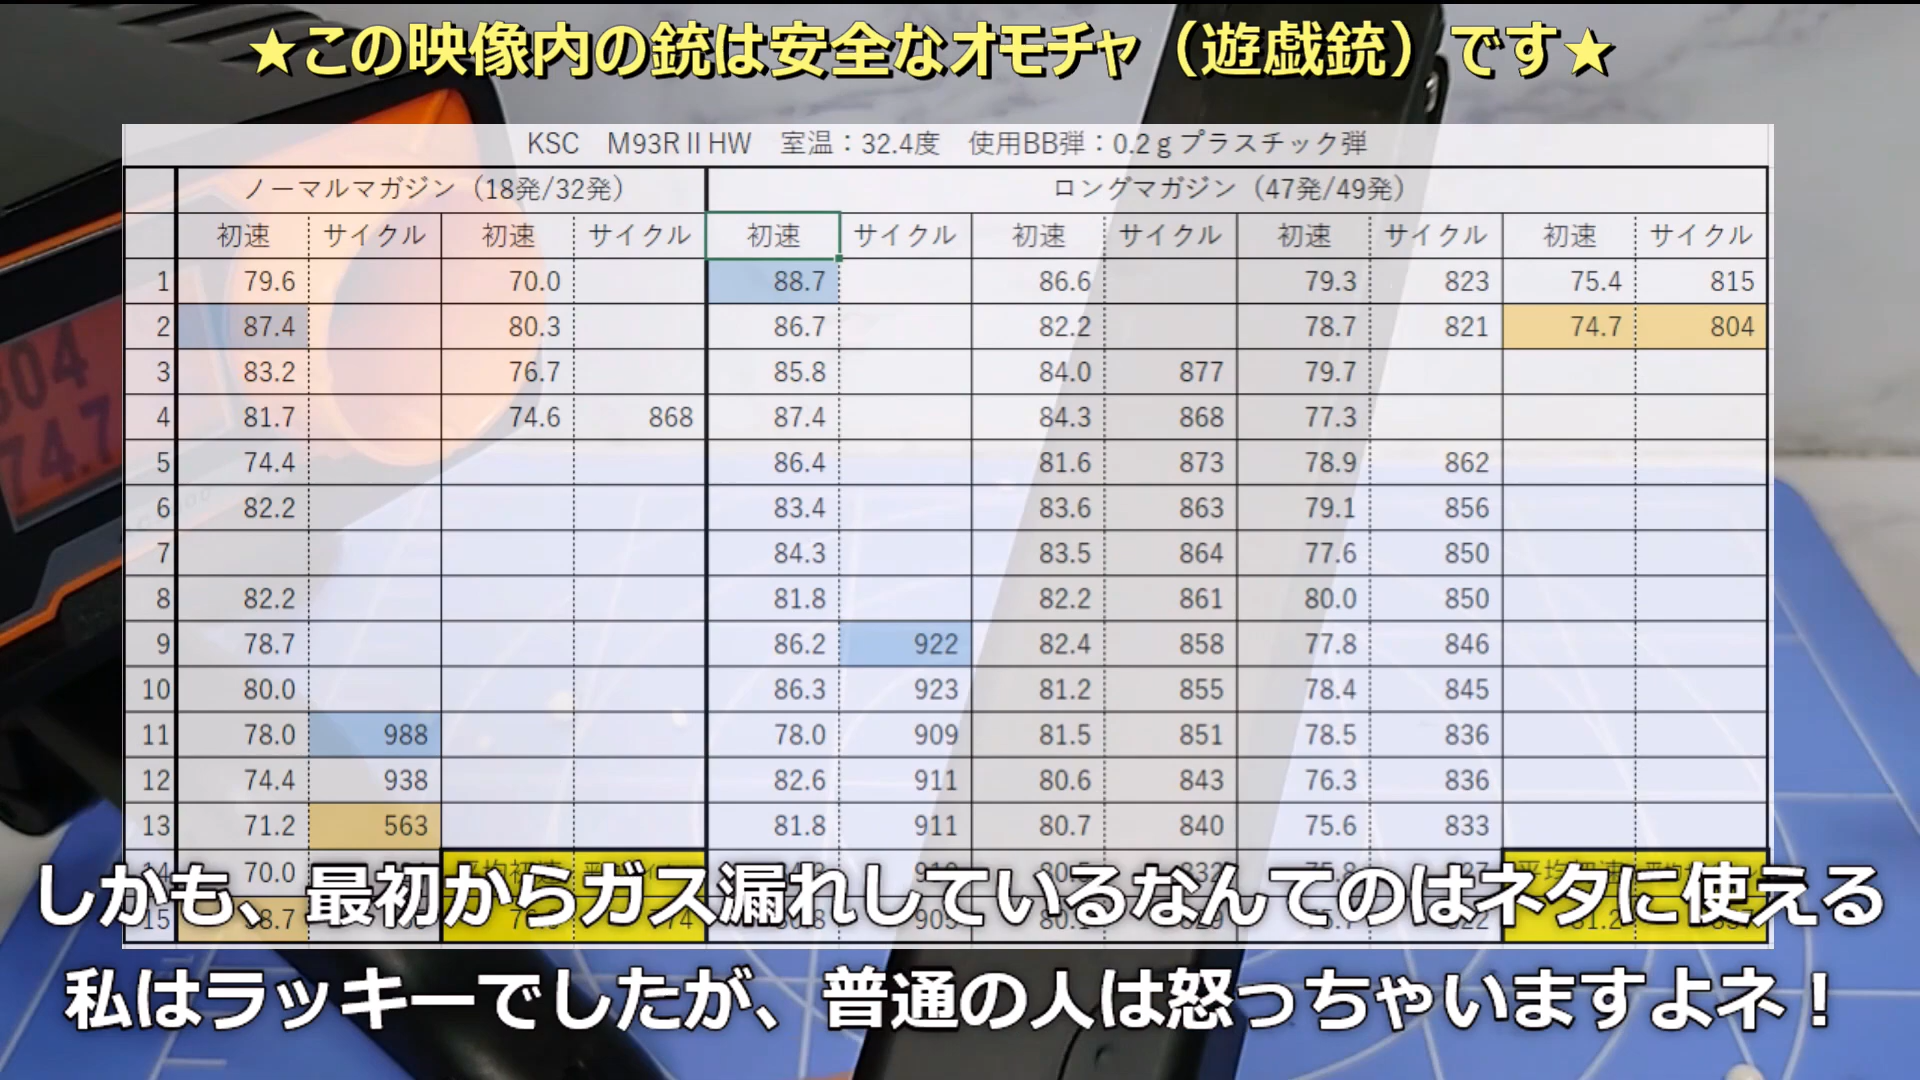 ★この映像内の銃は安全なオモチャ（遊戯銃）です★
KSC　M93RⅡHW　室温：32.4度　使用BB弾：0.2ｇプラスチック弾
ノーマルマガジン（18発/32発） ロングマガジン（47発/49発）
初速 サイクル 初速 サイクル 初速 サイクル 初速 サイクル 初速 サイクル 初速 サイクル
1 79.6 70.0 88.7 86.6 79.3 823 75.4 815
2 87.4 80.3 86.7 82.2 78.7 821 74.7 804
3 83.2 76.7 85.8 84.0 877 79.7
4 81.7 74.6 868 87.4 84.3 868 77.3
5 74.4 86.4 81.6 873 78.9 862
6 82.2 83.4 83.6 863 79.1 856
7 84.3 83.5 864 77.6 850
8 82.2 81.8 82.2 861 80.0 850
9 78.7 86.2 922 82.4 858 77.8 846
10 80.0 86.3 923 81.2 855 78.4 845
11 78.0 988 78.0 909 81.5 851 78.5 836
12 74.4 938 82.6 911 80.6 843 76.3 836
13 71.2 563 81.8 911 80.7 840 75.6 833
70.0
15
しかも、最初からガス漏れしているなんてのはネタに使える
私はラッキーでしたが、普通の人は怒っちゃいますよネ！
804
74.7